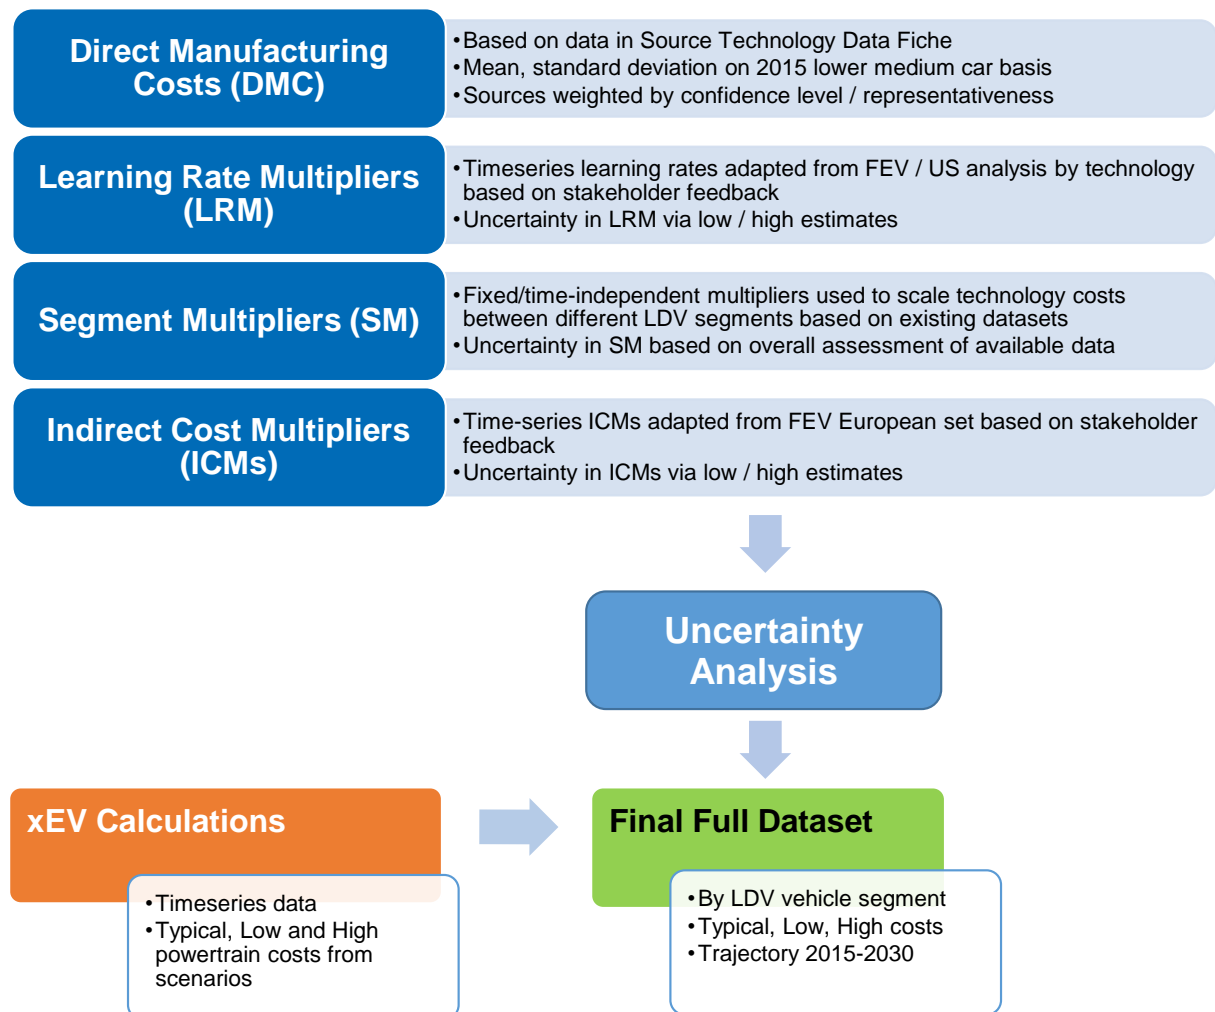 Direct Manufacturing
Costs (DMC)
•Based on data in Source Technology Data Fiche
•Mean, standard deviation on 2015 lower medium car basis
•Sources weighted by confidence level / representativeness
Learning Rate Multipliers
(LRM)
•Timeseries learning rates adapted from FEV / US analysis by technology
based on stakeholder feedback
•Uncertainty in LRM via low / high estimates
Segment Multipliers (SM)
•Fixed/time-independent multipliers used to scale technology costs
between different LDV segments based on existing datasets
•Uncertainty in SM based on overall assessment of available data
Indirect Cost Multipliers
(ICMs)
•Time-series ICMs adapted from FEV European set based on stakeholder
feedback
•Uncertainty in ICMs via low / high estimates
Uncertainty
Analysis
xEV Calculations
•Timeseries data
•Typical, Low and High
powertrain costs from
scenarios
Final Full Dataset
•By LDV vehicle segment
•Typical, Low, High costs
•Trajectory 2015-2030